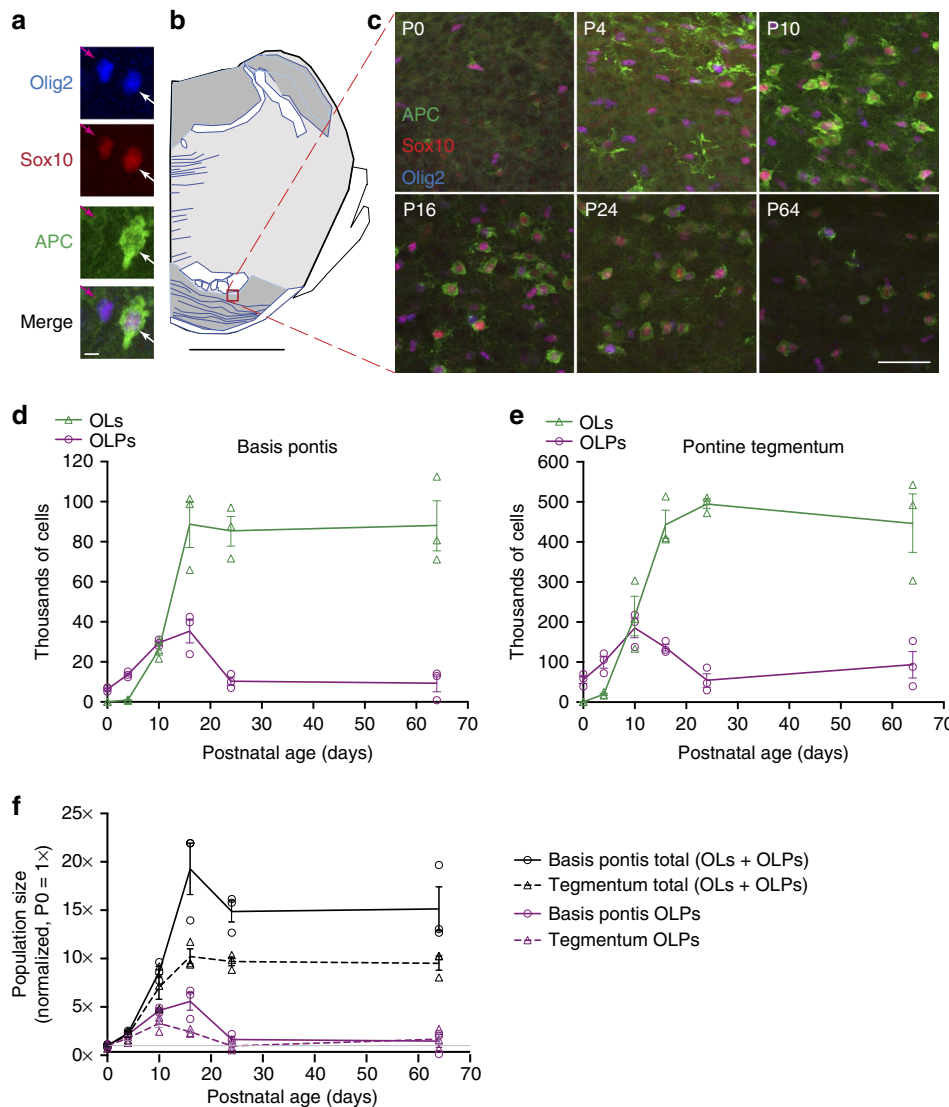 a
Olig2
Sox10
APC
Merge
b
c
P0
P4
P10
APC
Sox10
Olig2
P16
P24
P64
d
OLs
OLPs
Basis pontis
120
100
80
60
40
20
0
Thousands of cells
0 10 20 30 40 50 60 70
Postnatal age (days)
e
OLs
OLPs
Pontine tegmentum
600
500
400
300
200
100
0
Thousands of cells
0 10 20 30 40 50 60 70
Postnatal age (days)
f
25×
20×
15×
10×
5×
0×
Population size
(normalized, P0 = 1×)
0 10 20 30 40 50 60 70
Postnatal age (days)
Basis pontis total (OLs + OLPs)
Tegmentum total (OLs + OLPs)
Basis pontis OLPs
Tegmentum OLPs